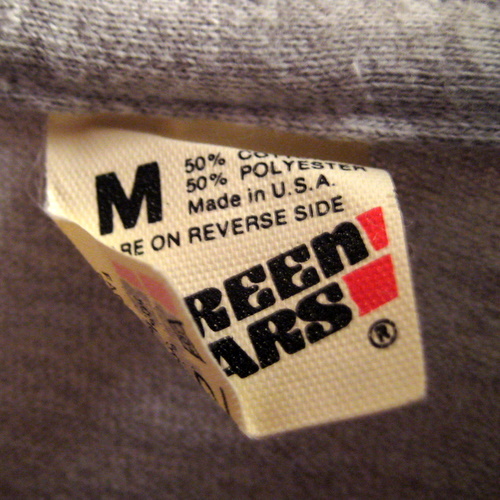 M
50% CO
50% POLYESTER
Made in U.S.A.
RE ON REVERSE SIDE
REEN
ARS
®